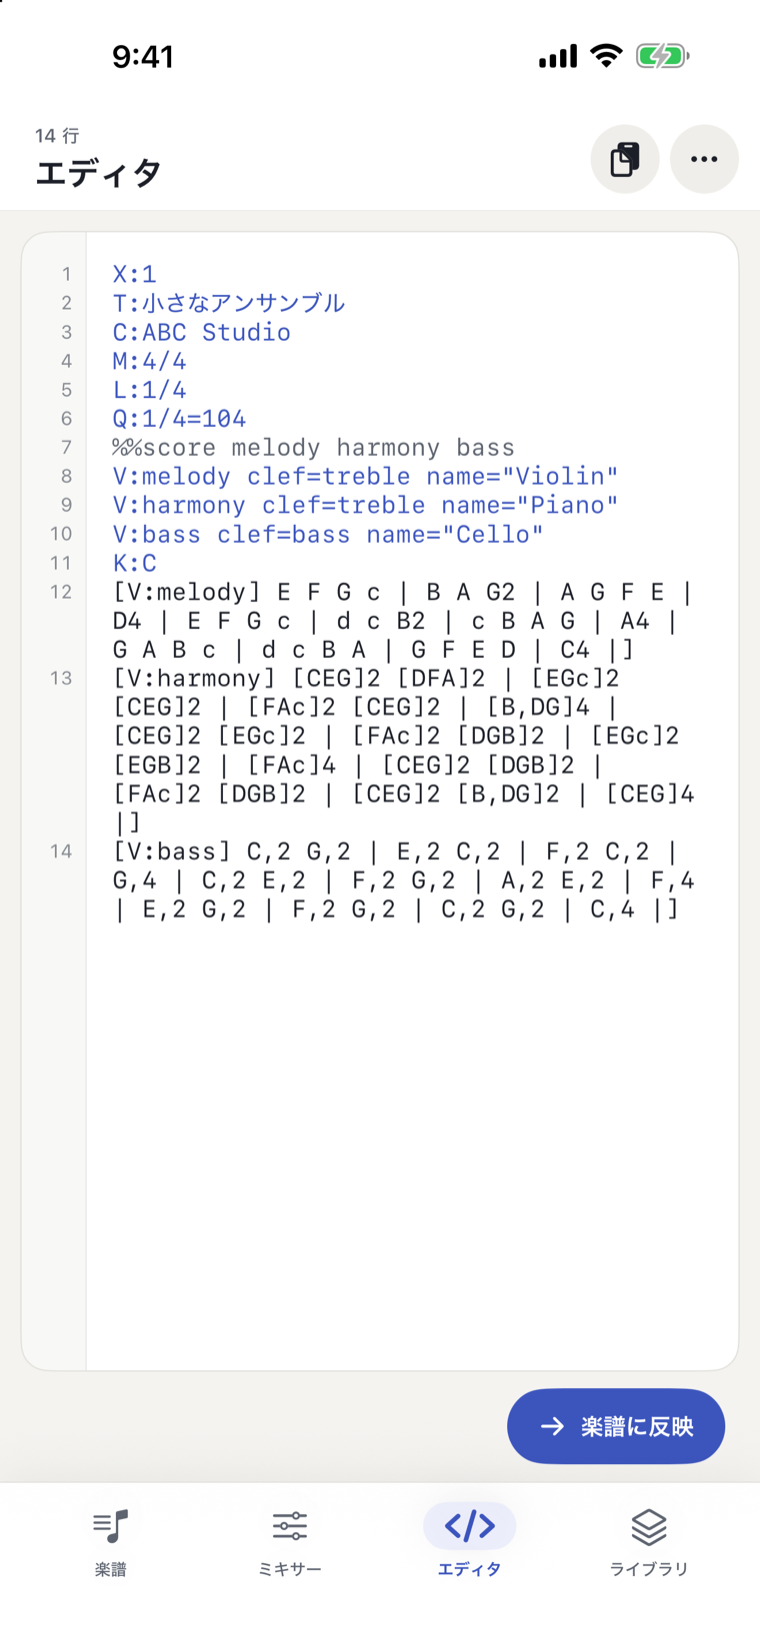 9:41
14 行
エディタ
1 X:1
2 T:小さなアンサンブル
3 C:ABC Studio
4 M:4/4
5 L:1/4
6 Q:1/4=104
7 %%score melody harmony bass
8 V:melody clef=treble name="Violin"
9 V:harmony clef=treble name="Piano"
10 V:bass clef=bass name="Cello"
11 K:C
12 [V:melody] E F G c | B A G2 | A G F E |
D4 | E F G c | d c B2 | c B A G | A4 |
G A B c | d c B A | G F E D | C4 |]
13 [V:harmony] [CEG]2 [DFA]2 | [EGc]2
[CEG]2 | [FAc]2 [CEG]2 | [B,DG]4 |
[CEG]2 [EGc]2 | [FAc]2 [DGB]2 | [EGc]2
[EGB]2 | [FAc]4 | [CEG]2 [DGB]2 |
[FAc]2 [DGB]2 | [CEG]2 [B,DG]2 | [CEG]4
|]
14 [V:bass] C,2 G,2 | E,2 C,2 | F,2 C,2 |
G,4 | C,2 E,2 | F,2 G,2 | A,2 E,2 | F,4
| E,2 G,2 | F,2 G,2 | C,2 G,2 | C,4 |]
→ 楽譜に反映
楽譜
ミキサー
エディタ
ライブラリ